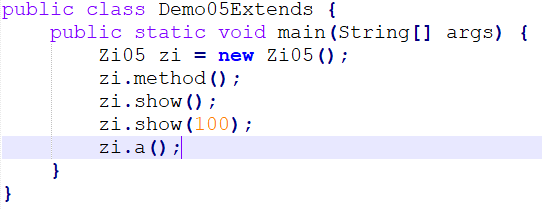 public class Demo05Extends {
    public static void main(String[] args) {
        Zi05 zi = new Zi05();
        zi.method();
        zi.show();
        zi.show(100);
        zi.a();
    }
}